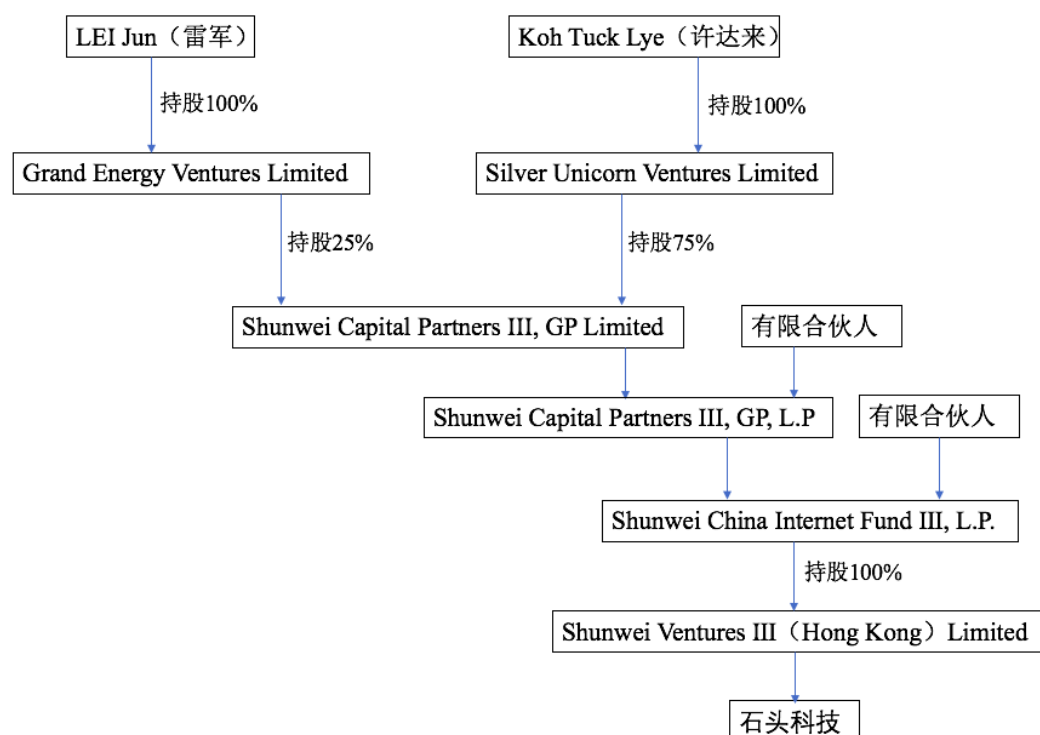 LEI Jun（雷军）
Koh Tuck Lye（许达来）
持股100%
持股100%
Grand Energy Ventures Limited
Silver Unicorn Ventures Limited
持股25%
持股75%
Shunwei Capital Partners III, GP Limited
有限合伙人
Shunwei Capital Partners III, GP, L.P
有限合伙人
Shunwei China Internet Fund III, L.P.
持股100%
Shunwei Ventures III（Hong Kong）Limited
石头科技